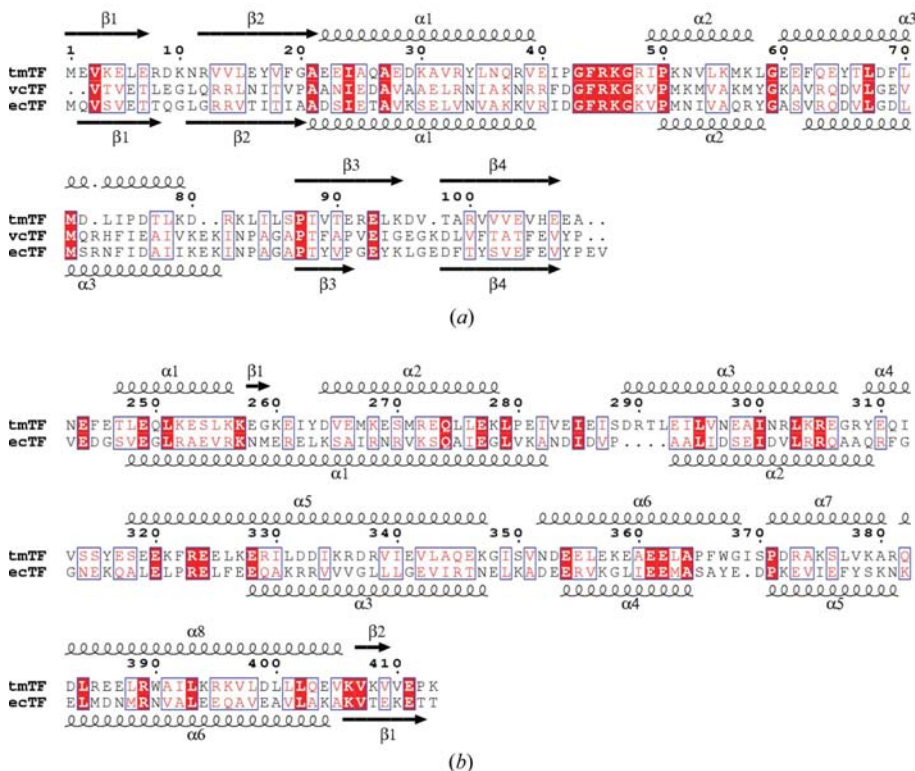 β1 β2 α1 α2 α3
1 10 20 30 40 50 60 70
tmTF MEVKELERDKNRVVLEYVFGAEEIAQAEDKAVRYLNQRVEIPGFRKGRIPKNVLKMKLGEEFQEYTLDFL
vcTF ..MTVTVETLEGLQRRLNITVPAANIEDAVAAELRNIAKNRRFDGFRKGKVPMKMVAKMYGKAVRQDVLGEV
ecTF MQVSVETTQGLGRRVTITIAADSIETAVKSELVNVAKKVRIDGFRKGKVPMNIVAQRYGASVRQDVLGDL
β1 β2 α1 α2 α3
β3 β4
80 90 100
tmTF MD.LIPDTLKD..RKLILSPIVTERELKDV.TARVVVEVHEEA..
vcTF MQRHFIEAIVKEKINPAGAPTFAPVEIGEGKDLVFTATFEVYP..
ecTF MSRNFIDAIIKEKINPAGAPTYVPGEYKLGEDFTYSVEFEVYPEV
α3 β3 β4
(a)
α1 β1 α2 α3 α4
250 260 270 280 290 300 310
tmTF NEFETLEQLKESLKKEGKEIYDVEMKESMREQLLEKLPEIVEIEISDRTLEILVNEAINRLKREGRYEQI
ecTF VEDGSVEGLRAEVRKNMERELKSAIRNRVKSQAIEGLVKANDIDVP....AALIDSEIDVLRRQAAQRFG
α1 α2
α5 α6 α7
320 330 340 350 360 370 380
tmTF VSSYESEEKFREELKERILDDIKRDRVIEVLAQEKGISVNDEELEKEAEELAPFWGISPDRAKSLVKARQ
ecTF GNEKQALELPRELFEEQAKRRVVVGLLLGEVIRTNELKADEERVKGLIEEMASAYE.DPKEVIEFYSKNK
α3 α4 α5
α8 β2
390 400 410
tmTF DLREELRWAILKRKVLDLLLQEVKVKVVEPK
ecTF ELMDNMRNVALEEQAVEAVLAKAKVTEKETT
α6 β1
(b)